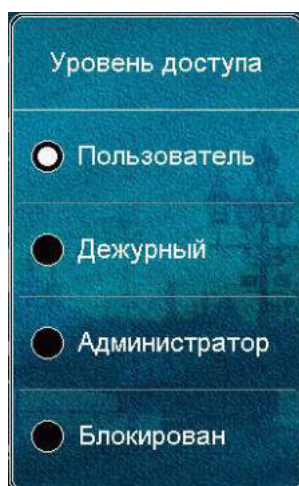 Уровень доступа
Пользователь
Дежурный
Администратор
Блокирован